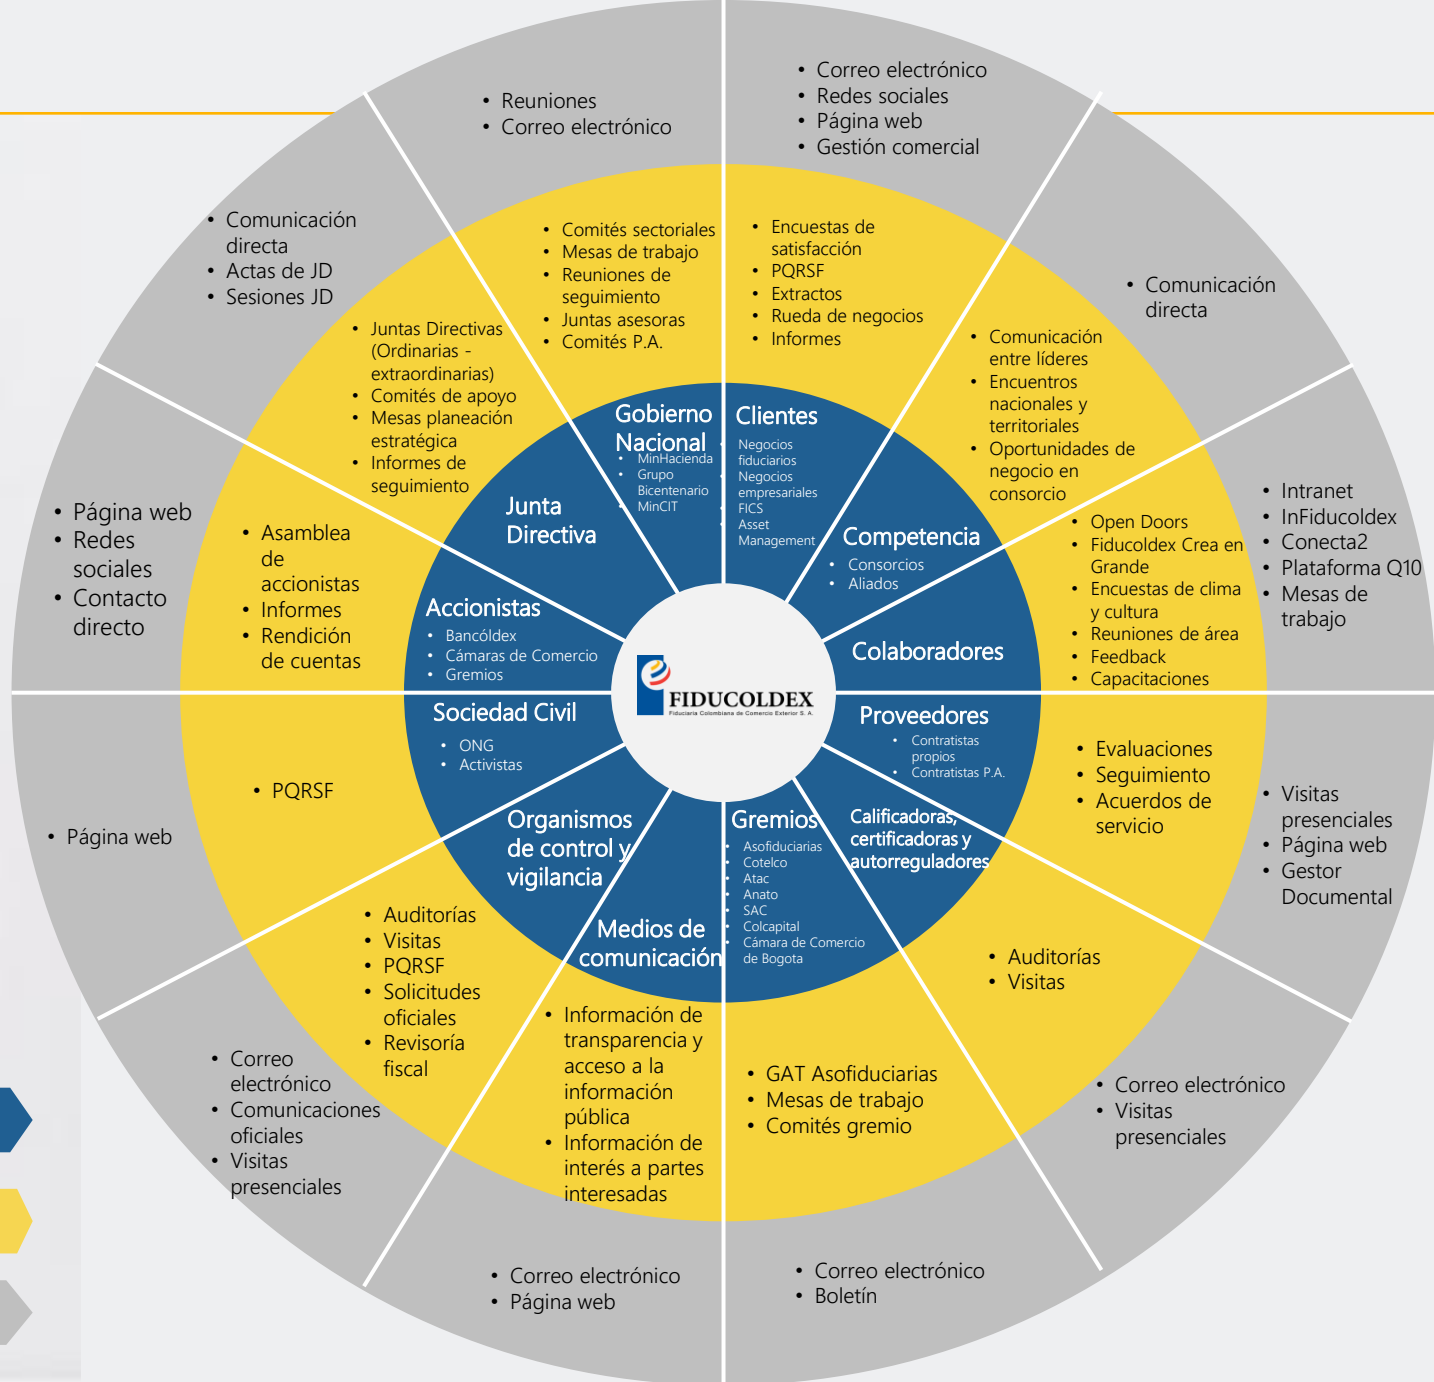 • Reuniones
• Correo electrónico
• Correo electrónico
• Redes sociales
• Página web
• Gestión comercial
• Comunicación
directa
• Actas de JD
• Sesiones JD
• Comités sectoriales
• Mesas de trabajo
• Reuniones de
seguimiento
• Juntas asesoras
• Comités P.A.
• Encuestas de
satisfacción
• PQRSF
• Extractos
• Rueda de negocios
• Informes
• Comunicación
directa
• Juntas Directivas
(Ordinarias -
extraordinarias)
• Comités de apoyo
• Mesas planeación
estratégica
• Informes de
seguimiento
• Comunicación
entre líderes
• Encuentros
nacionales y
territoriales
• Oportunidades de
negocio en
consorcio
Gobierno
Nacional
• MinHacienda
• Grupo
Bicentenario
• MinCIT
Clientes
• Negocios
fiduciarios
• Negocios
empresariales
• FICS
• Asset
Management
• Página web
• Redes
sociales
• Contacto
directo
• Asamblea
de
accionistas
• Informes
• Rendición
de cuentas
Junta
Directiva
Competencia
• Consorcios
• Aliados
• Open Doors
• Fiducoldex Crea en
Grande
• Encuestas de clima
y cultura
• Reuniones de área
• Feedback
• Capacitaciones
• Intranet
• InFiducoldex
• Conecta2
• Plataforma Q10
• Mesas de
trabajo
Accionistas
• Bancóldex
• Cámaras de Comercio
• Gremios
Colaboradores
FIDUCOLDEX
Fiduciaria Colombiana de Comercio Exterior S. A.
Sociedad Civil
• ONG
• Activistas
Proveedores
• Contratistas
propios
• Contratistas P.A.
• Evaluaciones
• Seguimiento
• Acuerdos de
servicio
• Visitas
presenciales
• Página web
• Gestor
Documental
• PQRSF
• Página web
Organismos
de control y
vigilancia
Gremios
• Asofiduciarias
• Cotelco
• Atac
• Anato
• SAC
• Colcapital
• Cámara de Comercio
de Bogota
Calificadoras,
certificadoras y
autorreguladores
Medios de
comunicación
• Auditorías
• Visitas
• PQRSF
• Solicitudes
oficiales
• Revisoría
fiscal
• Auditorías
• Visitas
• Información de
transparencia y
acceso a la
información
pública
• Información de
interés a partes
interesadas
• GAT Asofiduciarias
• Mesas de trabajo
• Comités gremio
• Correo
electrónico
• Comunicaciones
oficiales
• Visitas
presenciales
• Correo electrónico
• Visitas
presenciales
• Correo electrónico
• Página web
• Correo electrónico
• Boletín